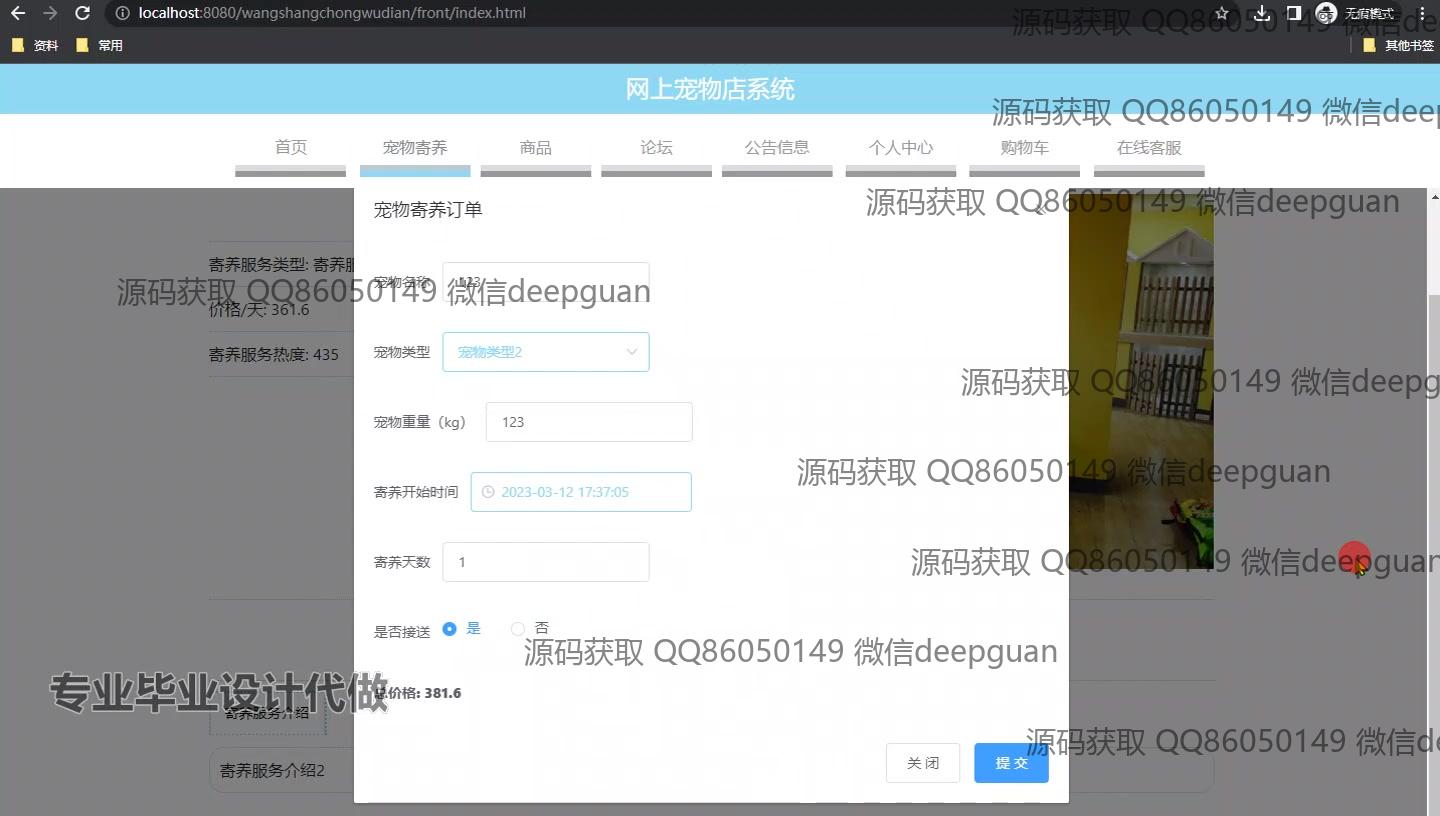 localhost:8080/wangshangchongwudian/front/index.html
无痕模式
资料
常用
其他书签
网上宠物店系统
首页
宠物寄养
商品
论坛
公告信息
个人中心
购物车
在线客服
宠物寄养订单
寄养服务类型: 寄养服
价格/天: 361.6
寄养服务热度: 435
宠物名称
123
宠物类型
宠物类型2
宠物重量（kg）
123
寄养开始时间
2023-03-12 17:37:05
寄养天数
1
是否接送
是
否
总价格: 381.6
关 闭
提 交
寄养服务介绍
寄养服务介绍2
专业毕业设计代做
源码获取 QQ86050149 微信de
源码获取 QQ86050149 微信deep
源码获取 QQ86050149 微信deepguan
源码获取 QQ86050149 微信deepguan
源码获取 QQ86050149 微信deepg
源码获取 QQ86050149 微信deepguan
源码获取 QQ86050149 微信deepguan
源码获取 QQ86050149 微信deepguan
源码获取 QQ86050149 微信de